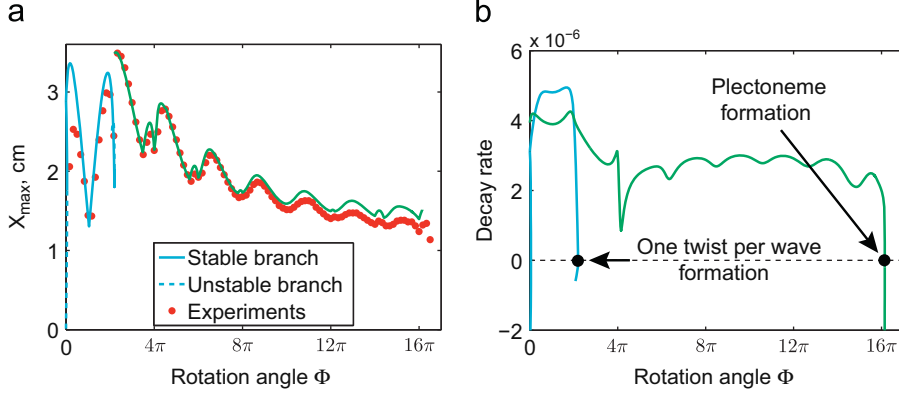 a
X_max, cm
3
2
1
0
Stable branch
Unstable branch
Experiments
0
4π
8π
12π
16π
Rotation angle Φ
b
x 10⁻⁶
Decay rate
6
4
2
0
−2
Plectoneme
formation
One twist per wave
formation
0
4π
8π
12π
16π
Rotation angle Φ